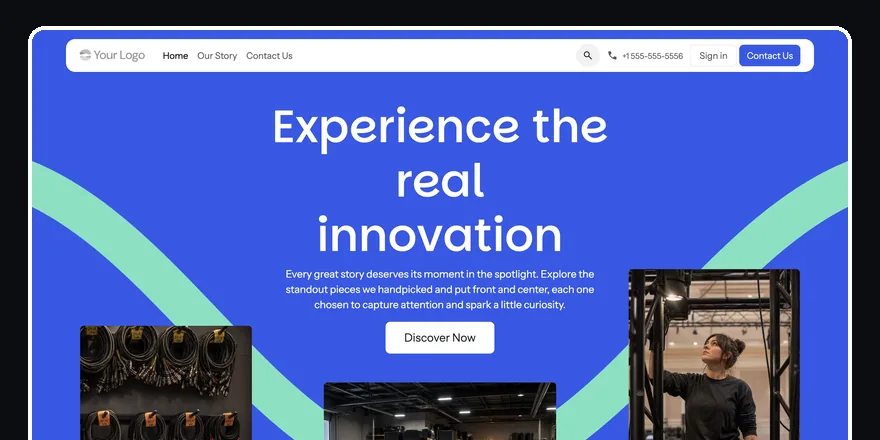 Your Logo Home Our Story Contact Us +1 555-555-5556 Sign in Contact Us
Experience the
real
innovation
Every great story deserves its moment in the spotlight. Explore the
standout pieces we handpicked and put front and center, each one
chosen to capture attention and spark a little curiosity.
Discover Now